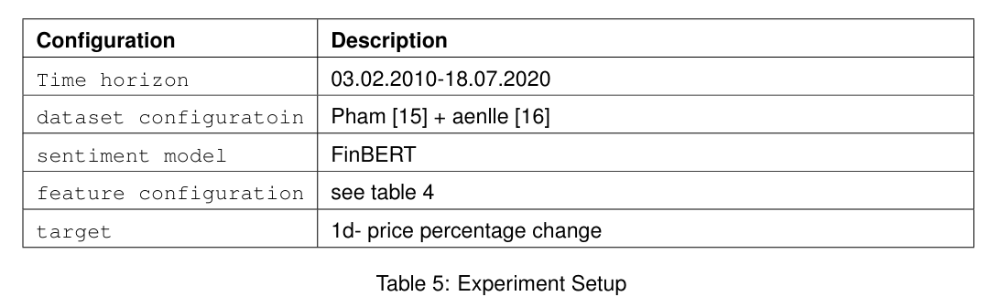 Configuration Description
Time horizon 03.02.2010-18.07.2020
dataset configuratoin Pham [15] + aenlle [16]
sentiment model FinBERT
feature configuration see table 4
target 1d- price percentage change
Table 5: Experiment Setup